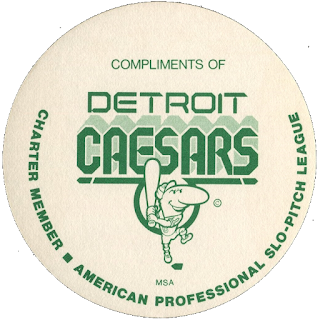 COMPLIMENTS OF
DETROIT
CAESARS
©
MSA
CHARTER MEMBER ■ AMERICAN PROFESSIONAL SLO-PITCH LEAGUE